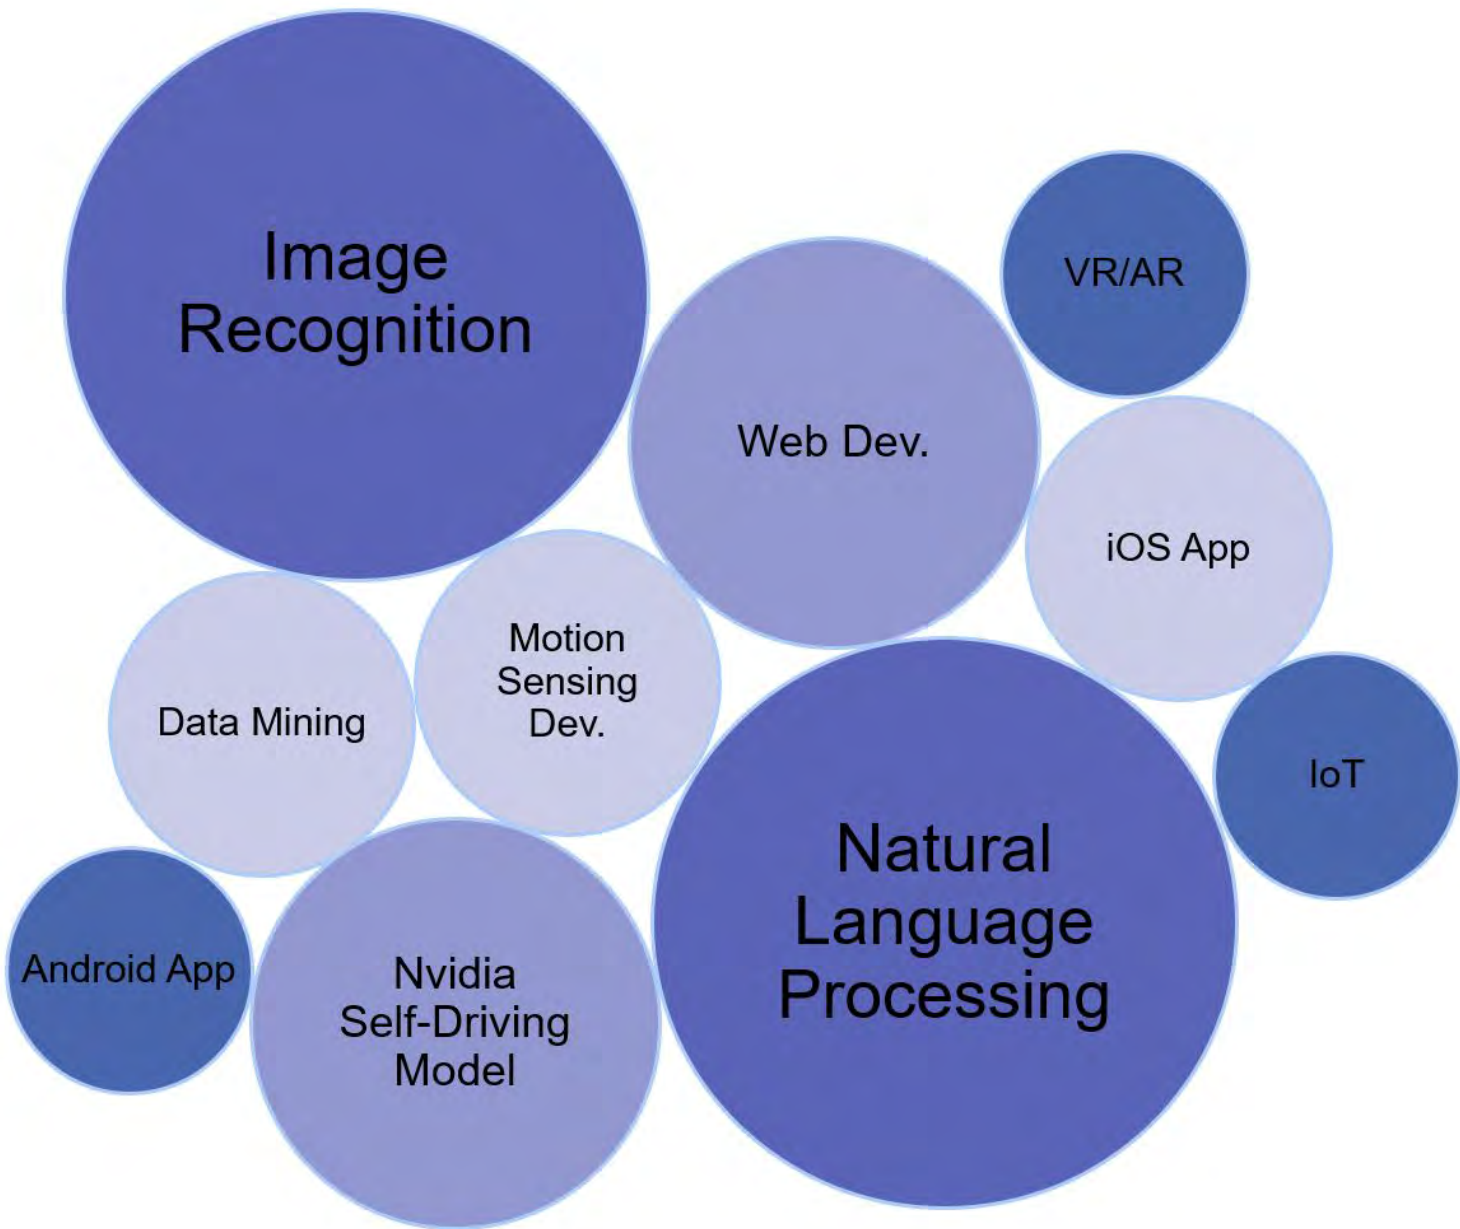 Image
Recognition
VR/AR
Web Dev.
iOS App
Motion
Sensing
Dev.
Data Mining
IoT
Natural
Language
Processing
Android App
Nvidia
Self-Driving
Model